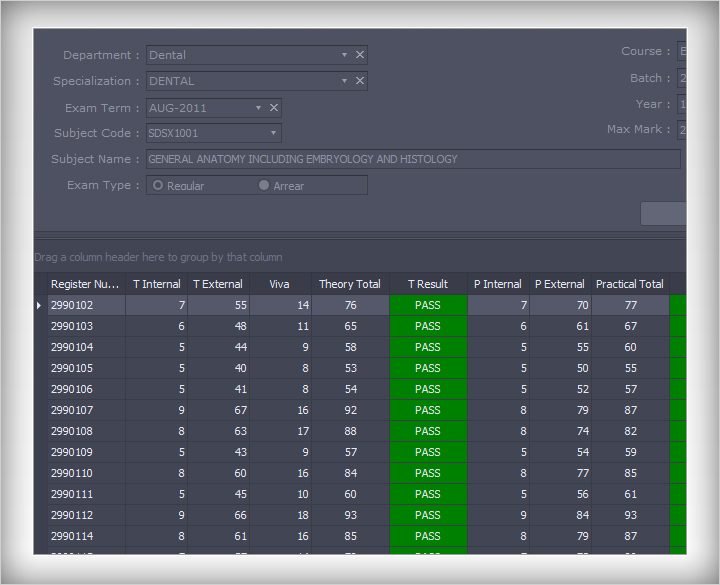 Department : Dental
Course :
Specialization : DENTAL
Batch :
Exam Term : AUG-2011
Year :
Subject Code : SDSX1001
Max Mark :
Subject Name : GENERAL ANATOMY INCLUDING EMBRYOLOGY AND HISTOLOGY
Exam Type : Regular Arrear
Drag a column header here to group by that column
Register Nu... T Internal T External Viva Theory Total T Result P Internal P External Practical Total
2990102 7 55 14 76 PASS 7 70 77
2990103 6 48 11 65 PASS 6 61 67
2990104 5 44 9 58 PASS 5 55 60
2990105 5 40 8 53 PASS 5 50 55
2990106 5 41 8 54 PASS 5 52 57
2990107 9 67 16 92 PASS 8 79 87
2990108 8 63 17 88 PASS 8 74 82
2990109 5 43 9 57 PASS 5 54 59
2990110 8 60 16 84 PASS 8 77 85
2990111 5 45 10 60 PASS 5 56 61
2990112 9 66 18 93 PASS 9 84 93
2990114 8 61 16 85 PASS 8 79 87